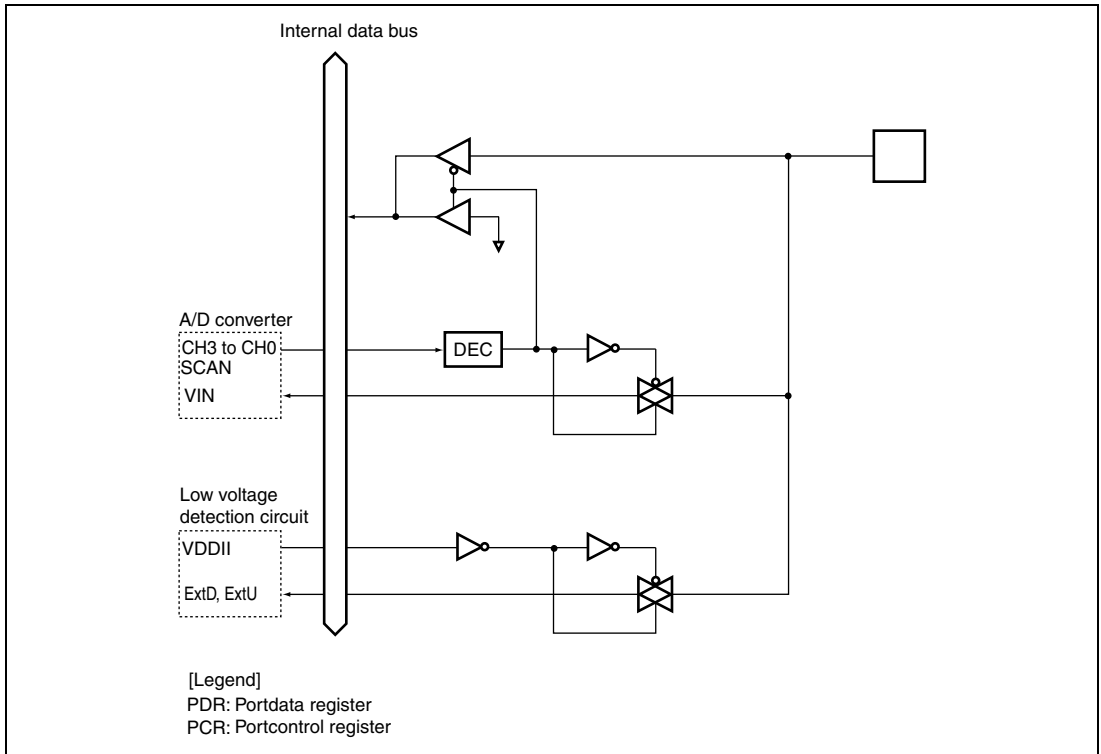 Internal data bus
A/D converter
CH3 to CH0
SCAN
VIN
DEC
Low voltage
detection circuit
VDDII
ExtD, ExtU
[Legend]
PDR: Portdata register
PCR: Portcontrol register